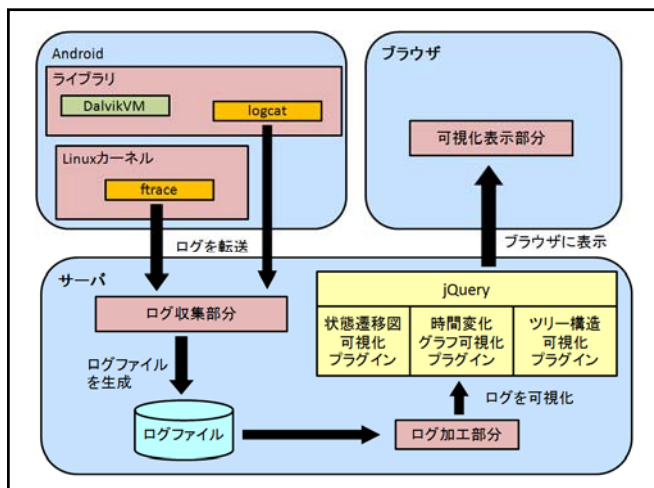 Android
ライブラリ
DalvikVM
logcat
Linuxカーネル
ftrace
ブラウザ
可視化表示部分
ログを転送
ブラウザに表示
サーバ
ログ収集部分
ログファイル
を生成
ログファイル
jQuery
状態遷移図
可視化
プラグイン
時間変化
グラフ可視化
プラグイン
ツリー構造
可視化
プラグイン
ログを可視化
ログ加工部分